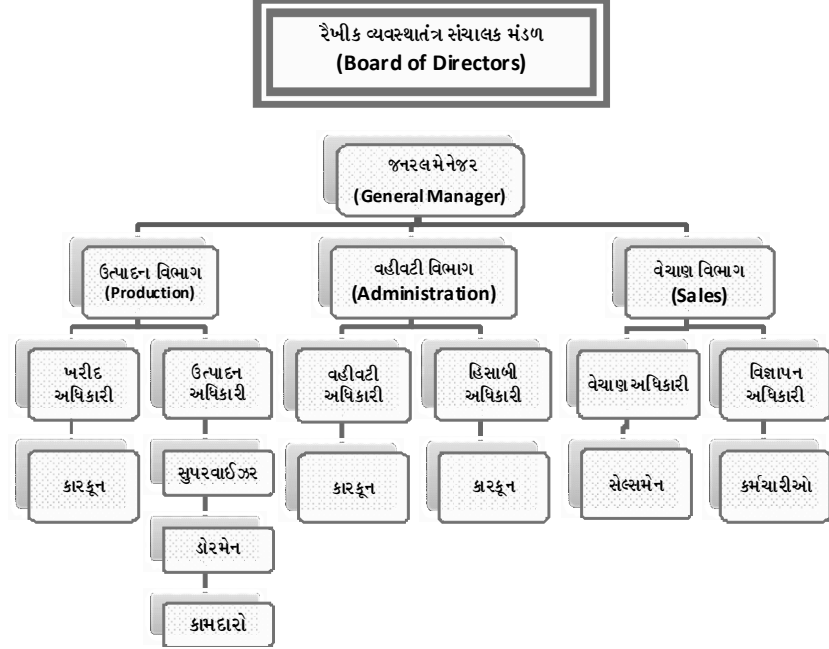 રૈખીક વ્યવસ્થાતંત્ર સંચાલક મંડળ
(Board of Directors)
જનરલમેનેજર
(General Manager)
ઉત્પાદન વિભાગ
(Production)
વહીવટી વિભાગ
(Administration)
વેચાણ વિભાગ
(Sales)
ખરીદ
અધિકારી
ઉત્પાદન
અધિકારી
વહીવટી
અધિકારી
હિસાબી
અધિકારી
વેચાણ અધિકારી
વિજ્ઞાપન
અધિકારી
કારકૂન
સુપરવાઈઝર
કારકૂન
કારકૂન
સેલ્સમેન
કર્મચારીઓ
ડોરમેન
કામદારો